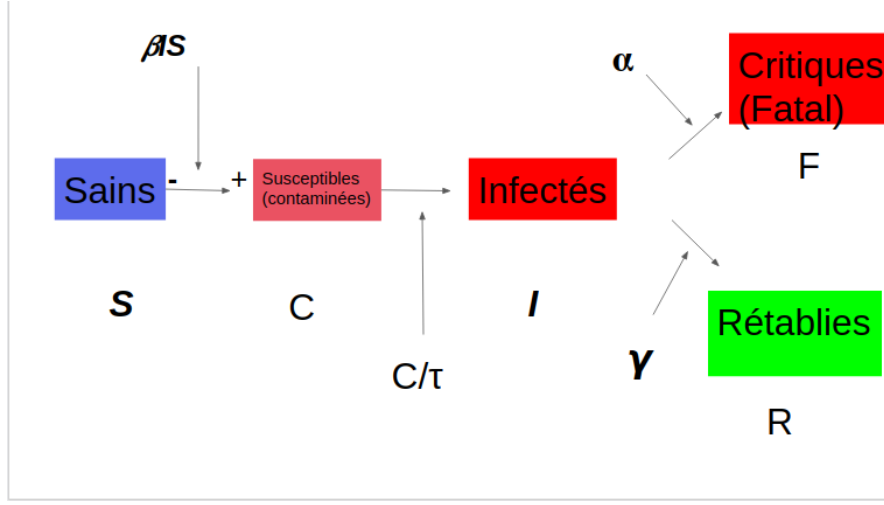 βIS
α
Critiques
(Fatal)
F
Sains
-
+
Susceptibles
(contaminées)
Infectés
S
C
I
C/τ
γ
Rétablies
R